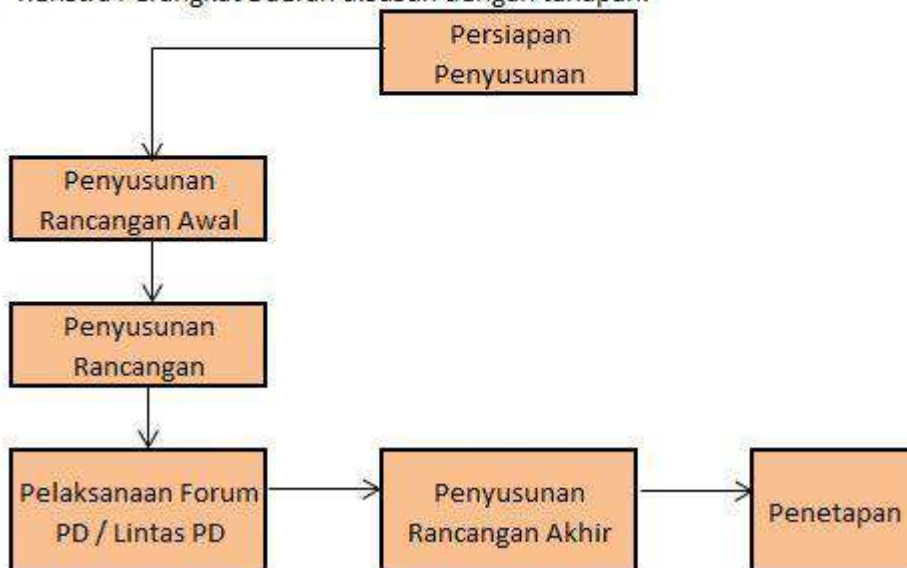 Persiapan
Penyusunan
Penyusunan
Rancangan Awal
Penyusunan
Rancangan
Pelaksanaan Forum
PD / Lintas PD
Penyusunan
Rancangan Akhir
Penetapan